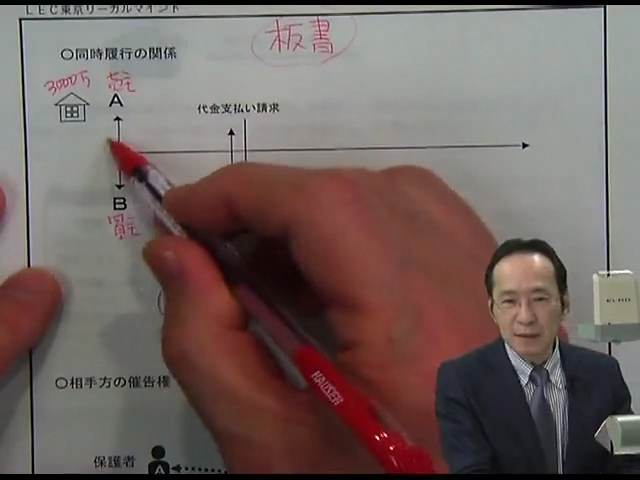 LEC東京リーガルマインド
板書
○同時履行の関係
3000万 売主
A
代金支払い請求
B
買主
HAUSER
ELMO
○相手方の催告権
保護者
A